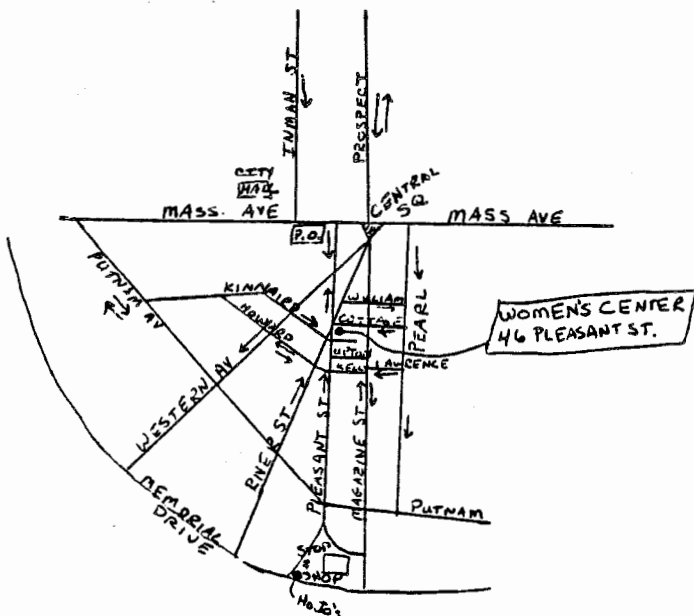 INMAN ST
PROSPECT
CITY
HALL
MASS. AVE
CENTRAL
SQ.
MASS AVE
P.O.
PUTNAM AV
KINNAIRD
HOWARD
WILLIAM
COTTAGE
PEARL
WOMEN'S CENTER
46 PLEASANT ST.
KELLY
LAWRENCE
WESTERN AV
RIVER ST
PLEASANT ST
MAGAZINE ST
MEMORIAL
DRIVE
PUTNAM
STOP
&
SHOP
HoJo's